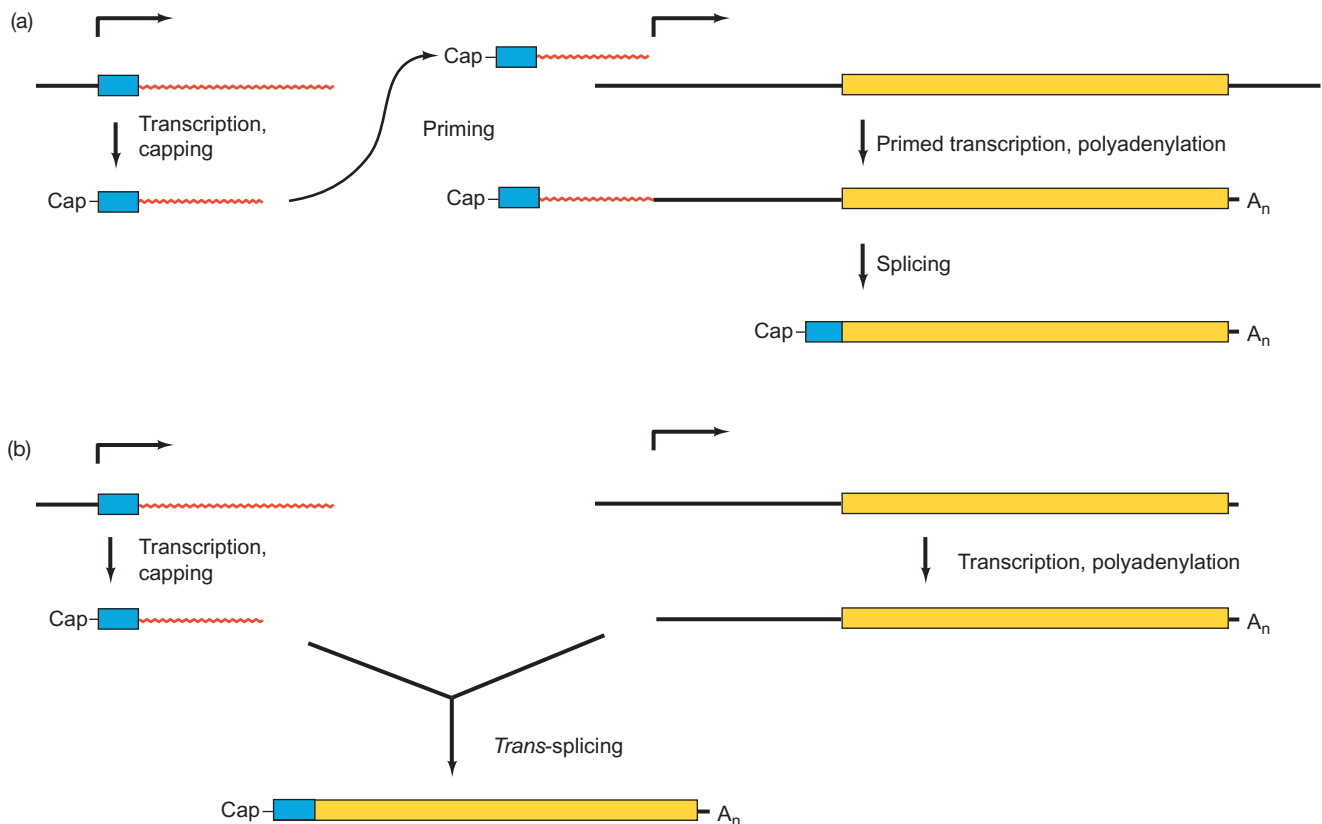 (a)
Cap
Transcription,
capping
Priming
Primed transcription, polyadenylation
Cap
Cap
An
Splicing
Cap
An
(b)
Transcription,
capping
Transcription, polyadenylation
Cap
An
Trans-splicing
Cap
An